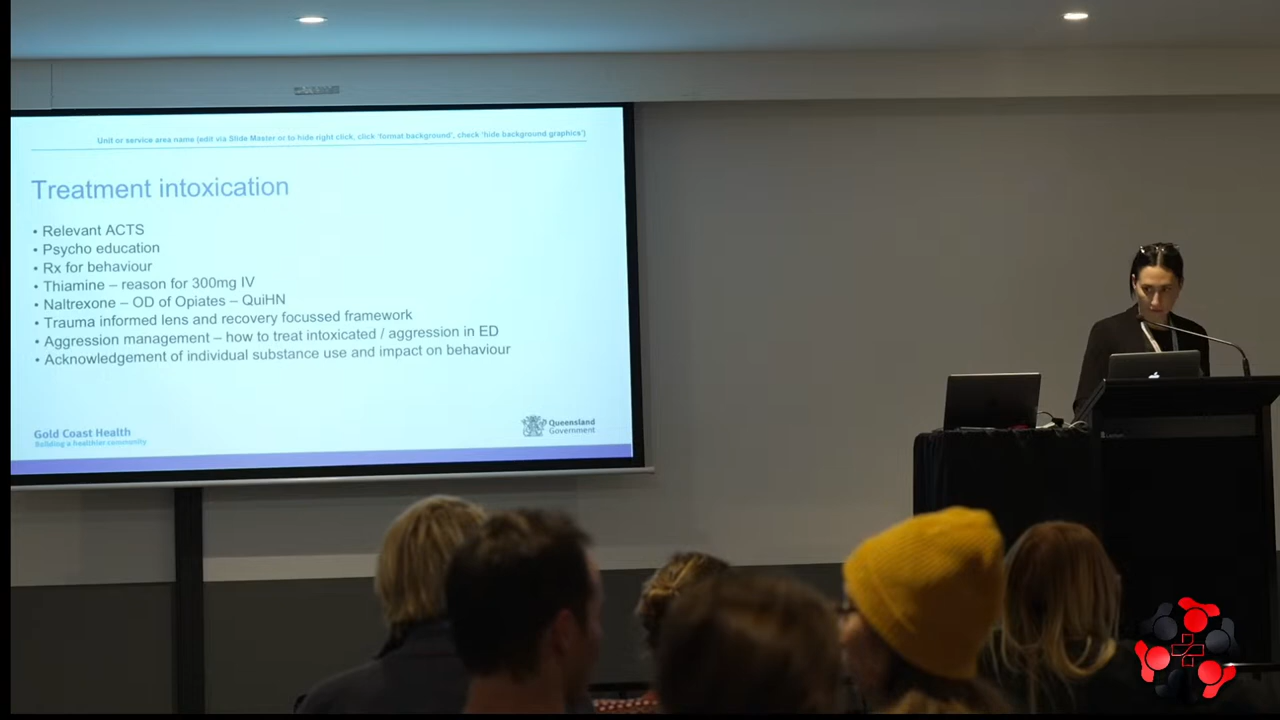 Unit or service area name (edit via Slide Master or to hide right click, click 'format background', check 'hide background graphics')
Treatment intoxication
• Relevant ACTS
• Psycho education
• Rx for behaviour
• Thiamine – reason for 300mg IV
• Naltrexone – OD of Opiates – QuiHN
• Trauma informed lens and recovery focussed framework
• Aggression management – how to treat intoxicated / aggression in ED
• Acknowledgement of individual substance use and impact on behaviour
Gold Coast Health
Building a healthier community
Queensland
Government